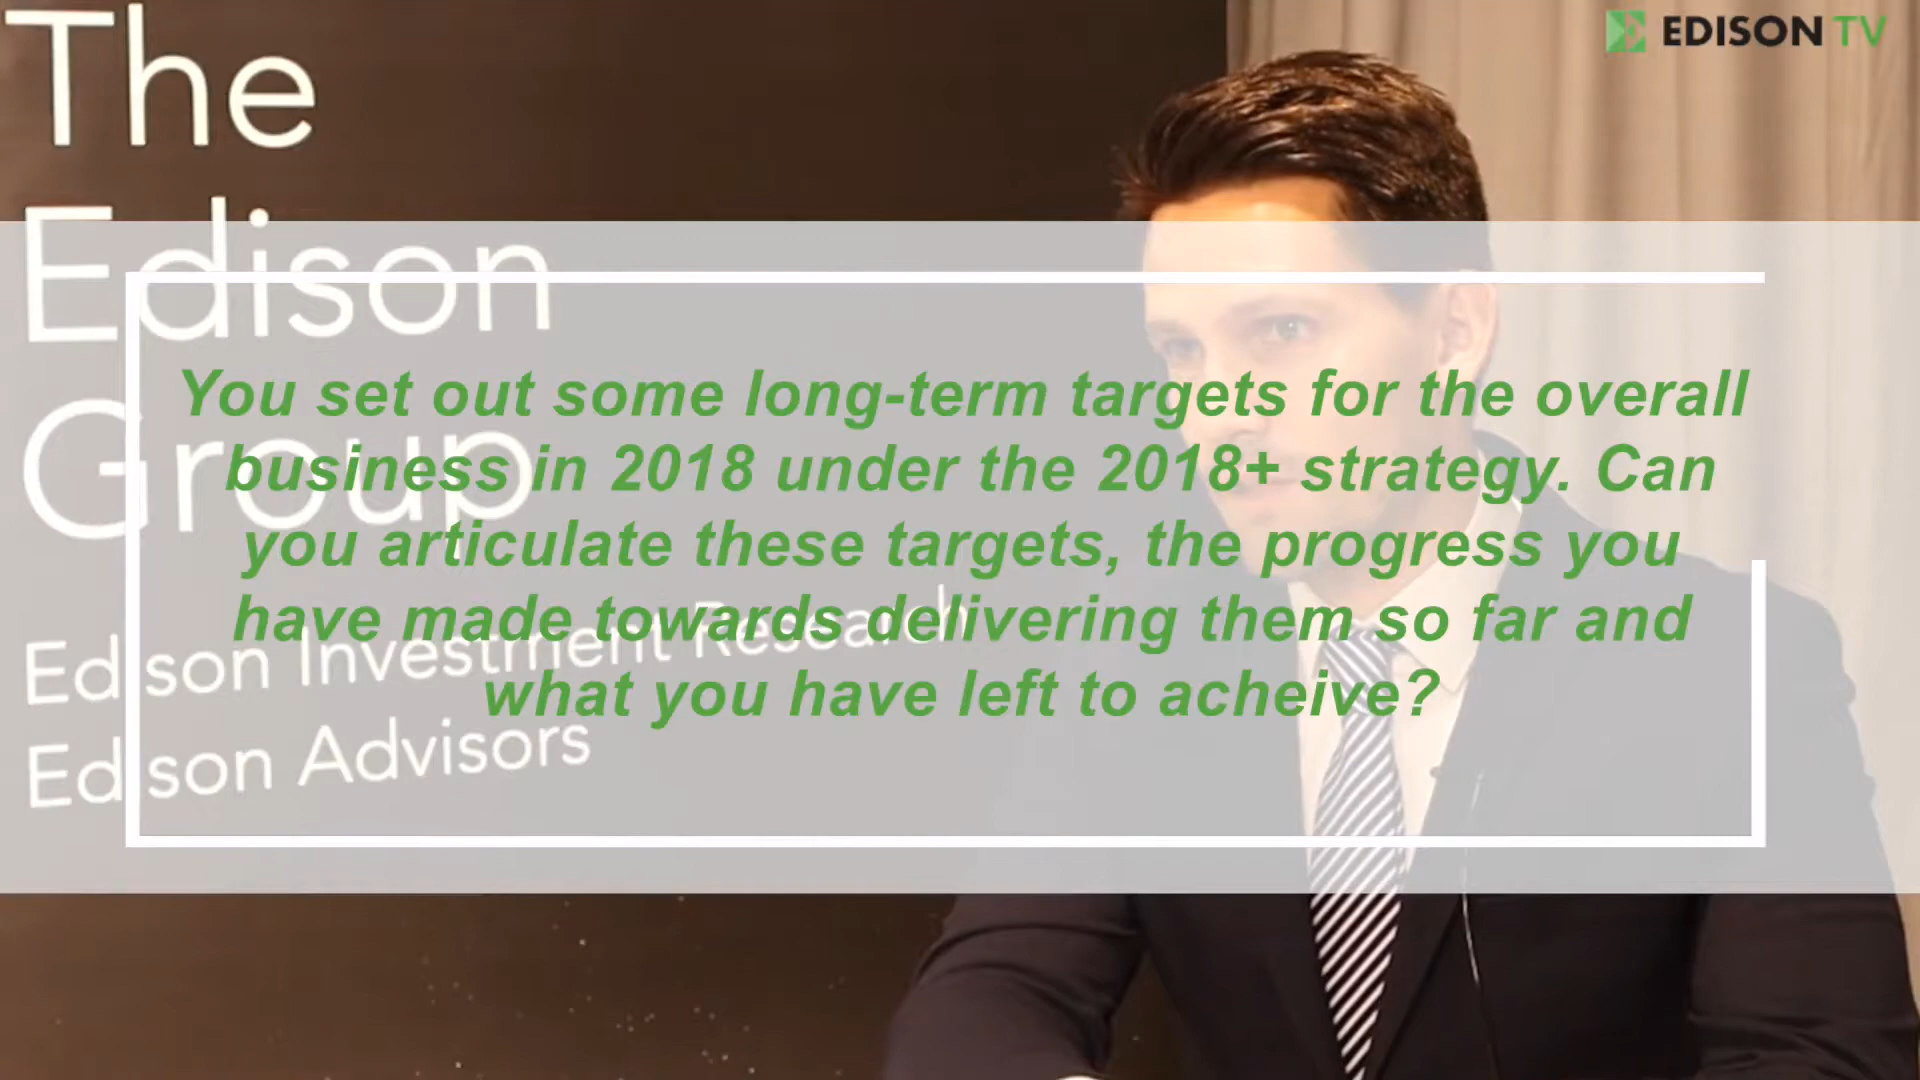 The
Edison
Group
Edison Investment Research
Edison Advisors
EDISON TV
You set out some long-term targets for the overall
business in 2018 under the 2018+ strategy. Can
you articulate these targets, the progress you
have made towards delivering them so far and
what you have left to acheive?